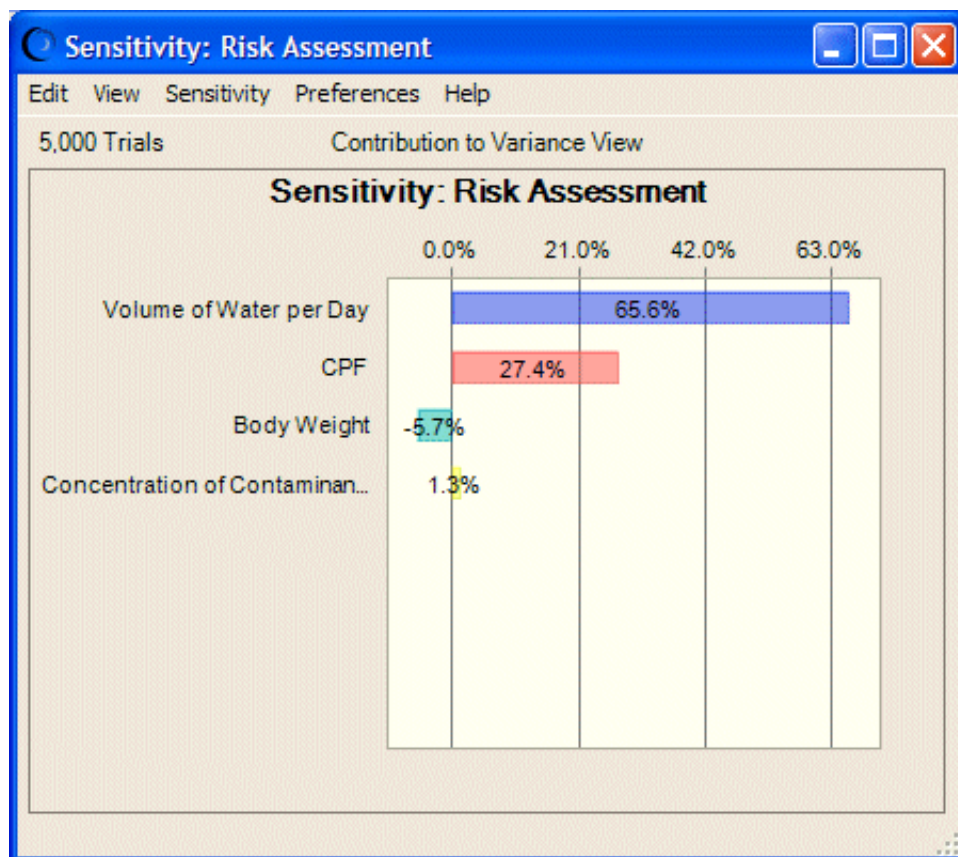 Sensitivity: Risk Assessment
Edit View Sensitivity Preferences Help
5,000 Trials Contribution to Variance View
Sensitivity: Risk Assessment
0.0% 21.0% 42.0% 63.0%
Volume of Water per Day 65.6%
CPF 27.4%
Body Weight -5.7%
Concentration of Contaminan... 1.3%